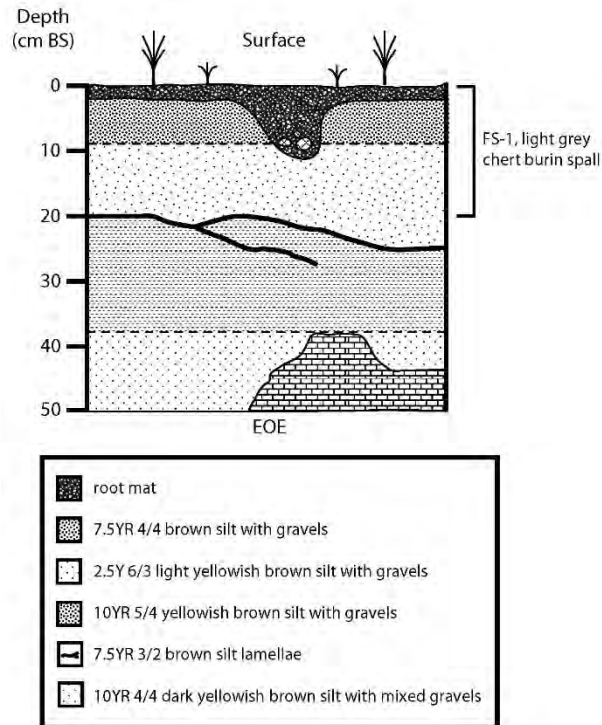 Depth
(cm BS)
Surface
0
10
20
30
40
50
FS-1, light grey
chert burin spall
EOE
root mat
7.5YR 4/4 brown silt with gravels
2.5Y 6/3 light yellowish brown silt with gravels
10YR 5/4 yellowish brown silt with gravels
7.5YR 3/2 brown silt lamellae
10YR 4/4 dark yellowish brown silt with mixed gravels